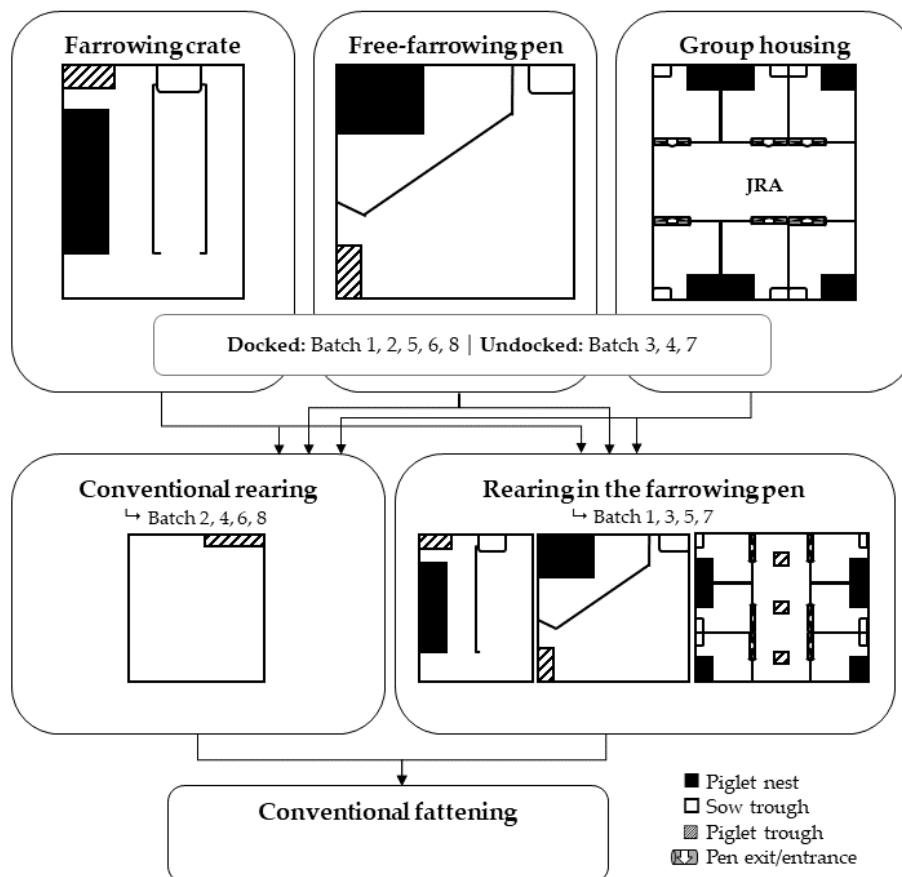 Farrowing crate
Free-farrowing pen
Group housing
JRA
Docked: Batch 1, 2, 5, 6, 8 | Undocked: Batch 3, 4, 7
Conventional rearing
↳ Batch 2, 4, 6, 8
Rearing in the farrowing pen
↳ Batch 1, 3, 5, 7
Conventional fattening
Piglet nest
Sow trough
Piglet trough
Pen exit/entrance